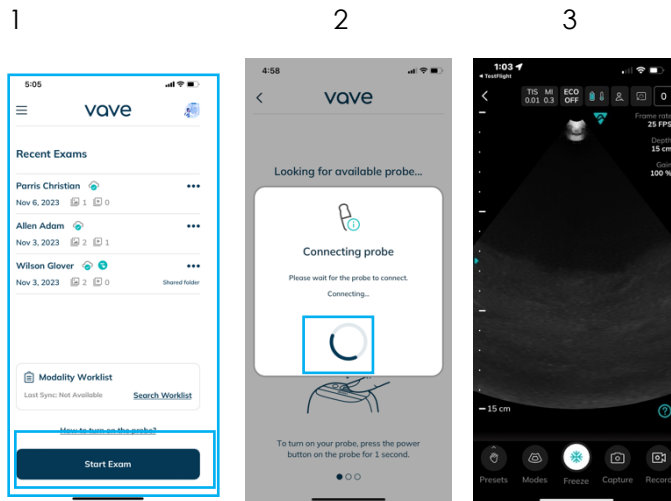 1 2 3
5:05
vave
Recent Exams
Parris Christian
Nov 6, 2023 1 0
Allen Adam
Nov 3, 2023 2 1
Wilson Glover
Nov 3, 2023 2 0 Shared folder
Modality Worklist
Last Sync: Not Available Search Worklist
How to turn on the probe?
Start Exam
4:58
vave
Looking for available probe...
Connecting probe
Please wait for the probe to connect.
Connecting...
To turn on your probe, press the power
button on the probe for 1 second.
1:03
TestFlight
TIS MI ECO 0
0.01 0.3 OFF
Frame rate
25 FPS
Depth
15 cm
Gain
100 %
15 cm
Presets Modes Freeze Capture Record